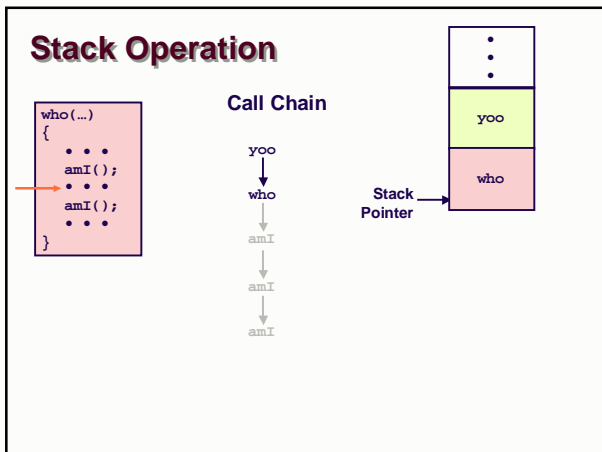 Stack Operation
who(…)
{
• • •
amI();
• • •
amI();
• • •
}
Call Chain
yoo
who
amI
amI
amI
Stack
Pointer
•
•
•
yoo
who